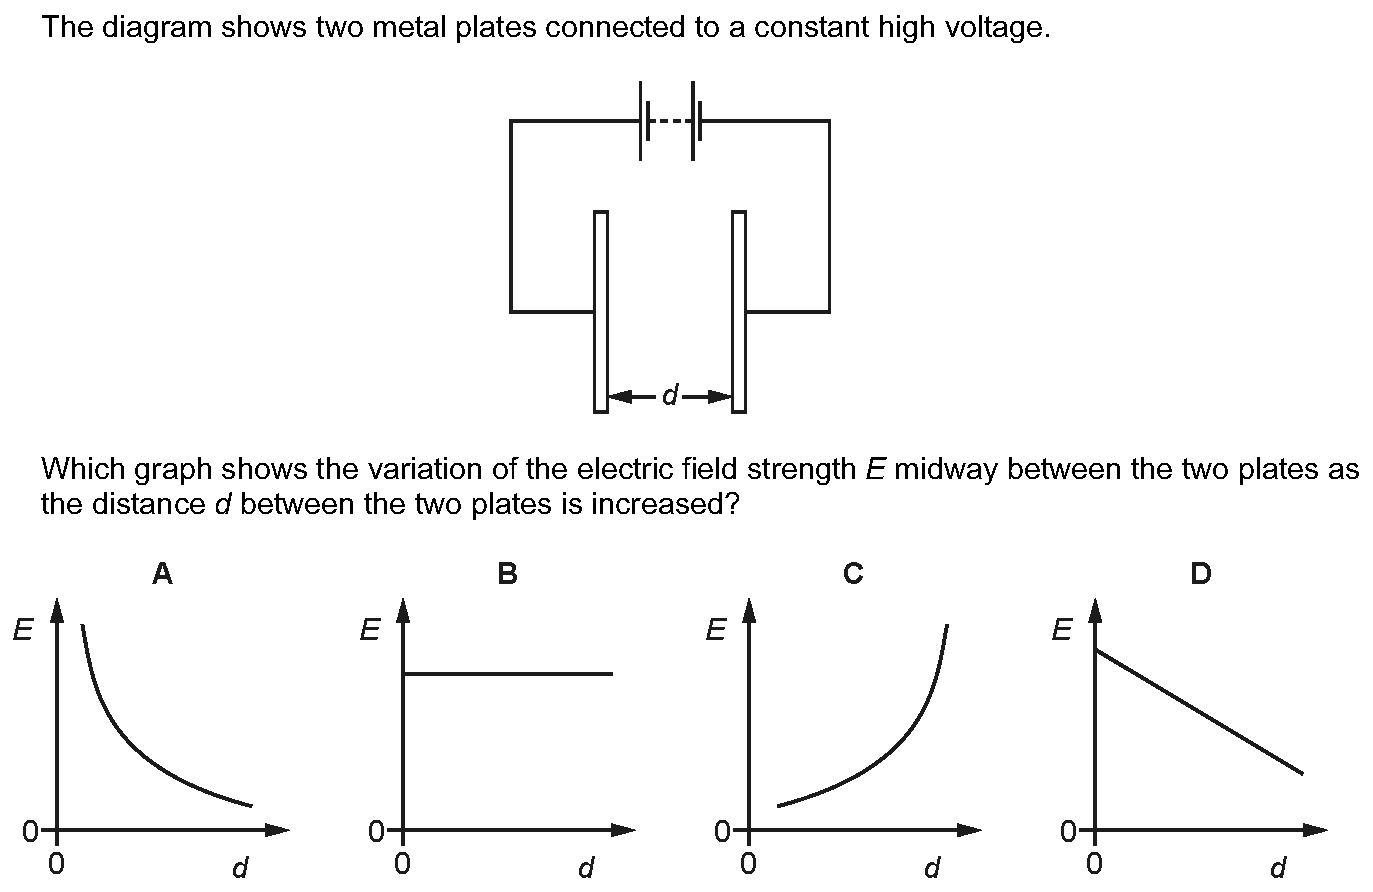 The diagram shows two metal plates connected to a constant high voltage.
d
Which graph shows the variation of the electric field strength E midway between the two plates as
the distance d between the two plates is increased?
A B C D
E E E E
0 0 0 0
0 d 0 d 0 d 0 d